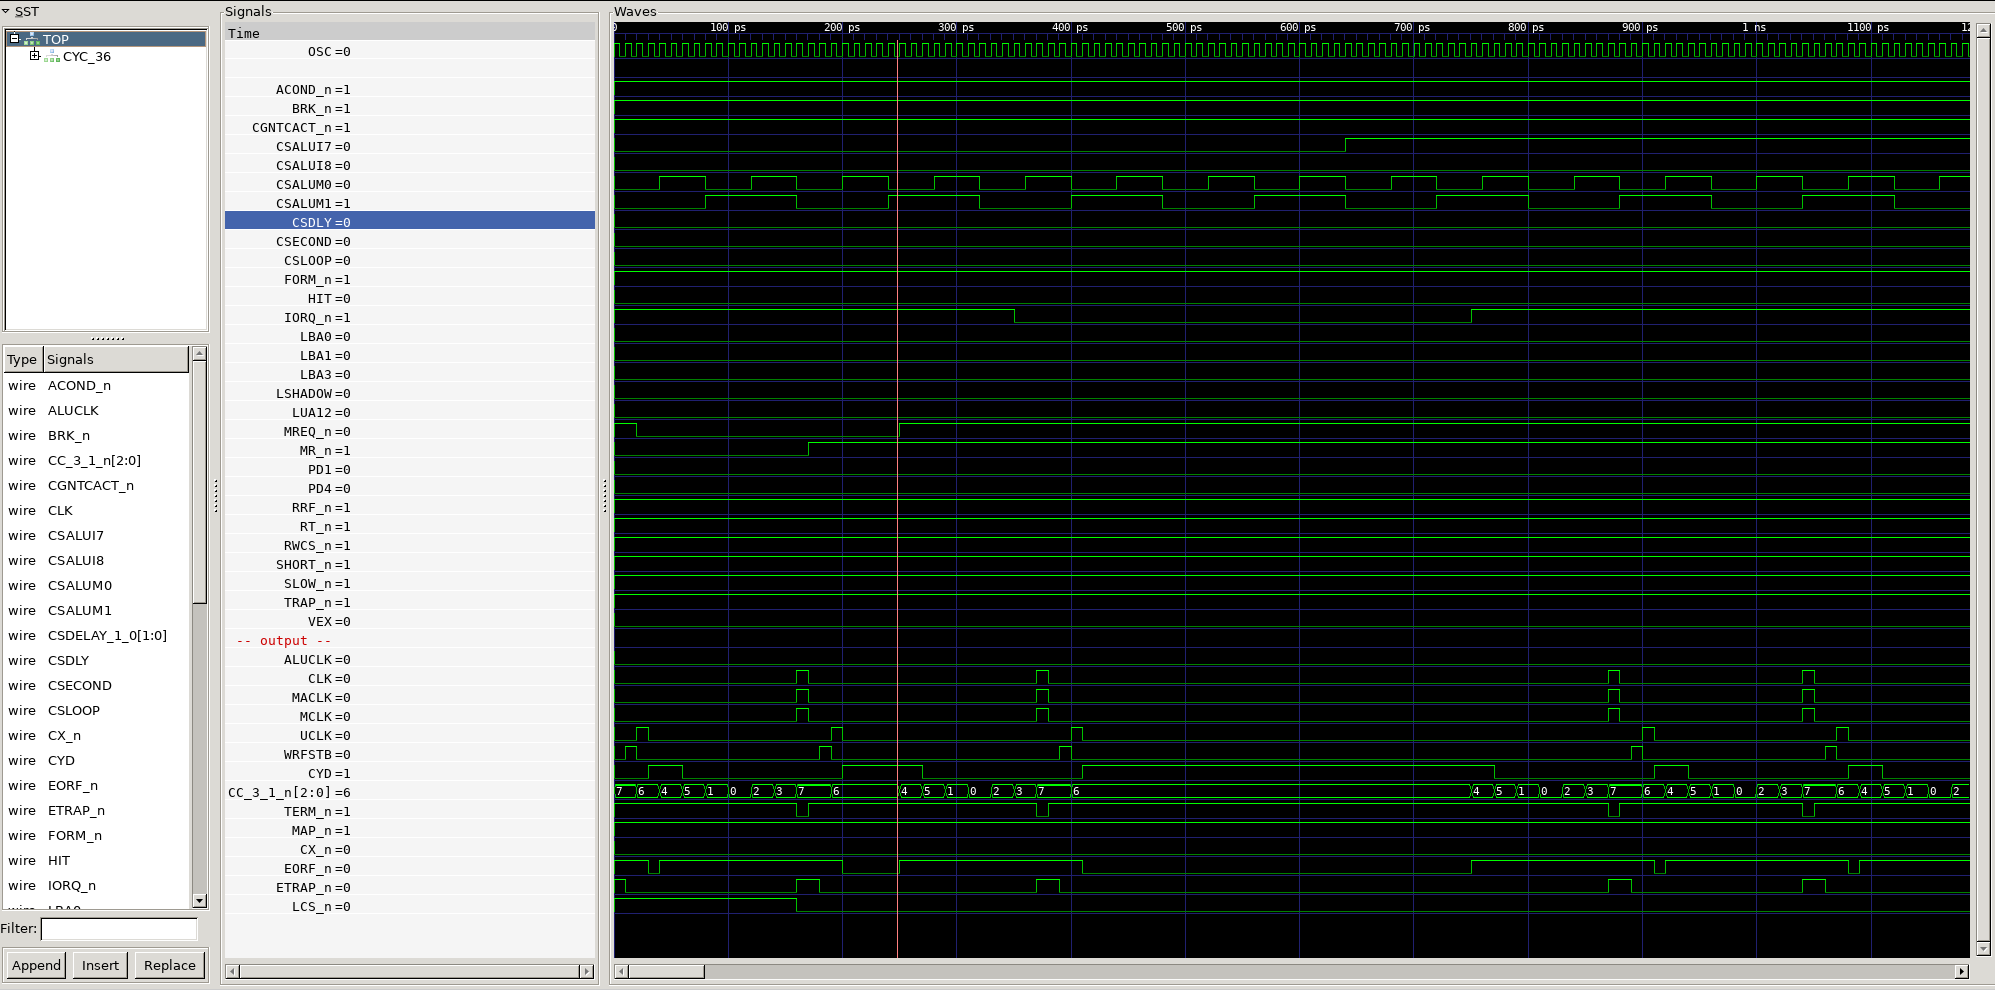 SST
TOP
CYC_36
Type Signals
wire ACOND_n
wire ALUCLK
wire BRK_n
wire CC_3_1_n[2:0]
wire CGNTCACT_n
wire CLK
wire CSALUI7
wire CSALUI8
wire CSALUM0
wire CSALUM1
wire CSDELAY_1_0[1:0]
wire CSDLY
wire CSECOND
wire CSLOOP
wire CX_n
wire CYD
wire EORF_n
wire ETRAP_n
wire FORM_n
wire HIT
wire IORQ_n
Filter:
Append Insert Replace
Signals
Time
OSC=0
ACOND_n=1
BRK_n=1
CGNTCACT_n=1
CSALUI7=0
CSALUI8=0
CSALUM0=0
CSALUM1=1
CSDLY=0
CSECOND=0
CSLOOP=0
FORM_n=1
HIT=0
IORQ_n=1
LBA0=0
LBA1=0
LBA3=0
LSHADOW=0
LUA12=0
MREQ_n=0
MR_n=1
PD1=0
PD4=0
RRF_n=1
RT_n=1
RWCS_n=1
SHORT_n=1
SLOW_n=1
TRAP_n=1
VEX=0
-- output --
ALUCLK=0
CLK=0
MACLK=0
MCLK=0
UCLK=0
WRFSTB=0
CYD=1
CC_3_1_n[2:0]=6
TERM_n=1
MAP_n=1
CX_n=0
EORF_n=0
ETRAP_n=0
LCS_n=0
Waves
0 100 ps 200 ps 300 ps 400 ps 500 ps 600 ps 700 ps 800 ps 900 ps 1 ns 1100 ps 12
7 6 4 5 1 0 2 3 7 6 4 5 1 0 2 3 7 6 4 5 1 0 2 3 7 6 4 5 1 0 2 3 7 6 4 5 1 0 2